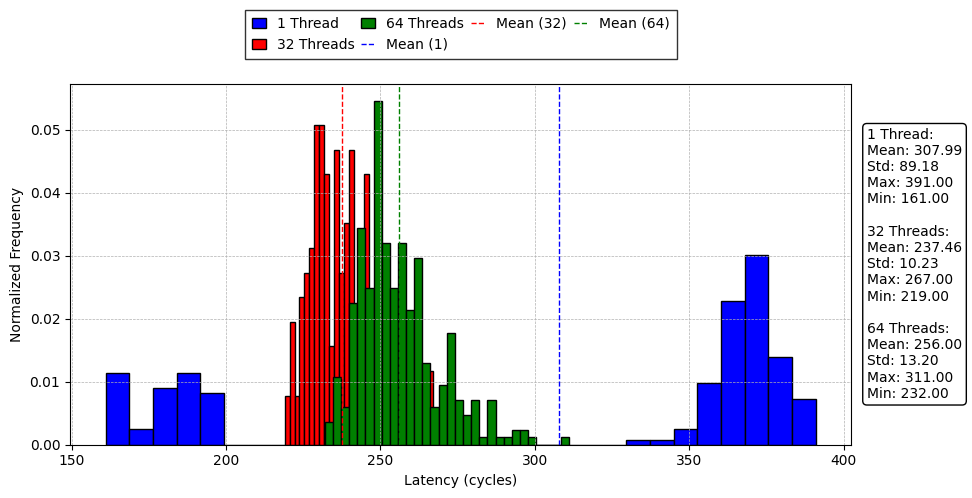 1 Thread
32 Threads
64 Threads
Mean (1)
Mean (32)
Mean (64)
Normalized Frequency
0.05
0.04
0.03
0.02
0.01
0.00
150
200
250
300
350
400
Latency (cycles)
1 Thread:
Mean: 307.99
Std: 89.18
Max: 391.00
Min: 161.00
32 Threads:
Mean: 237.46
Std: 10.23
Max: 267.00
Min: 219.00
64 Threads:
Mean: 256.00
Std: 13.20
Max: 311.00
Min: 232.00